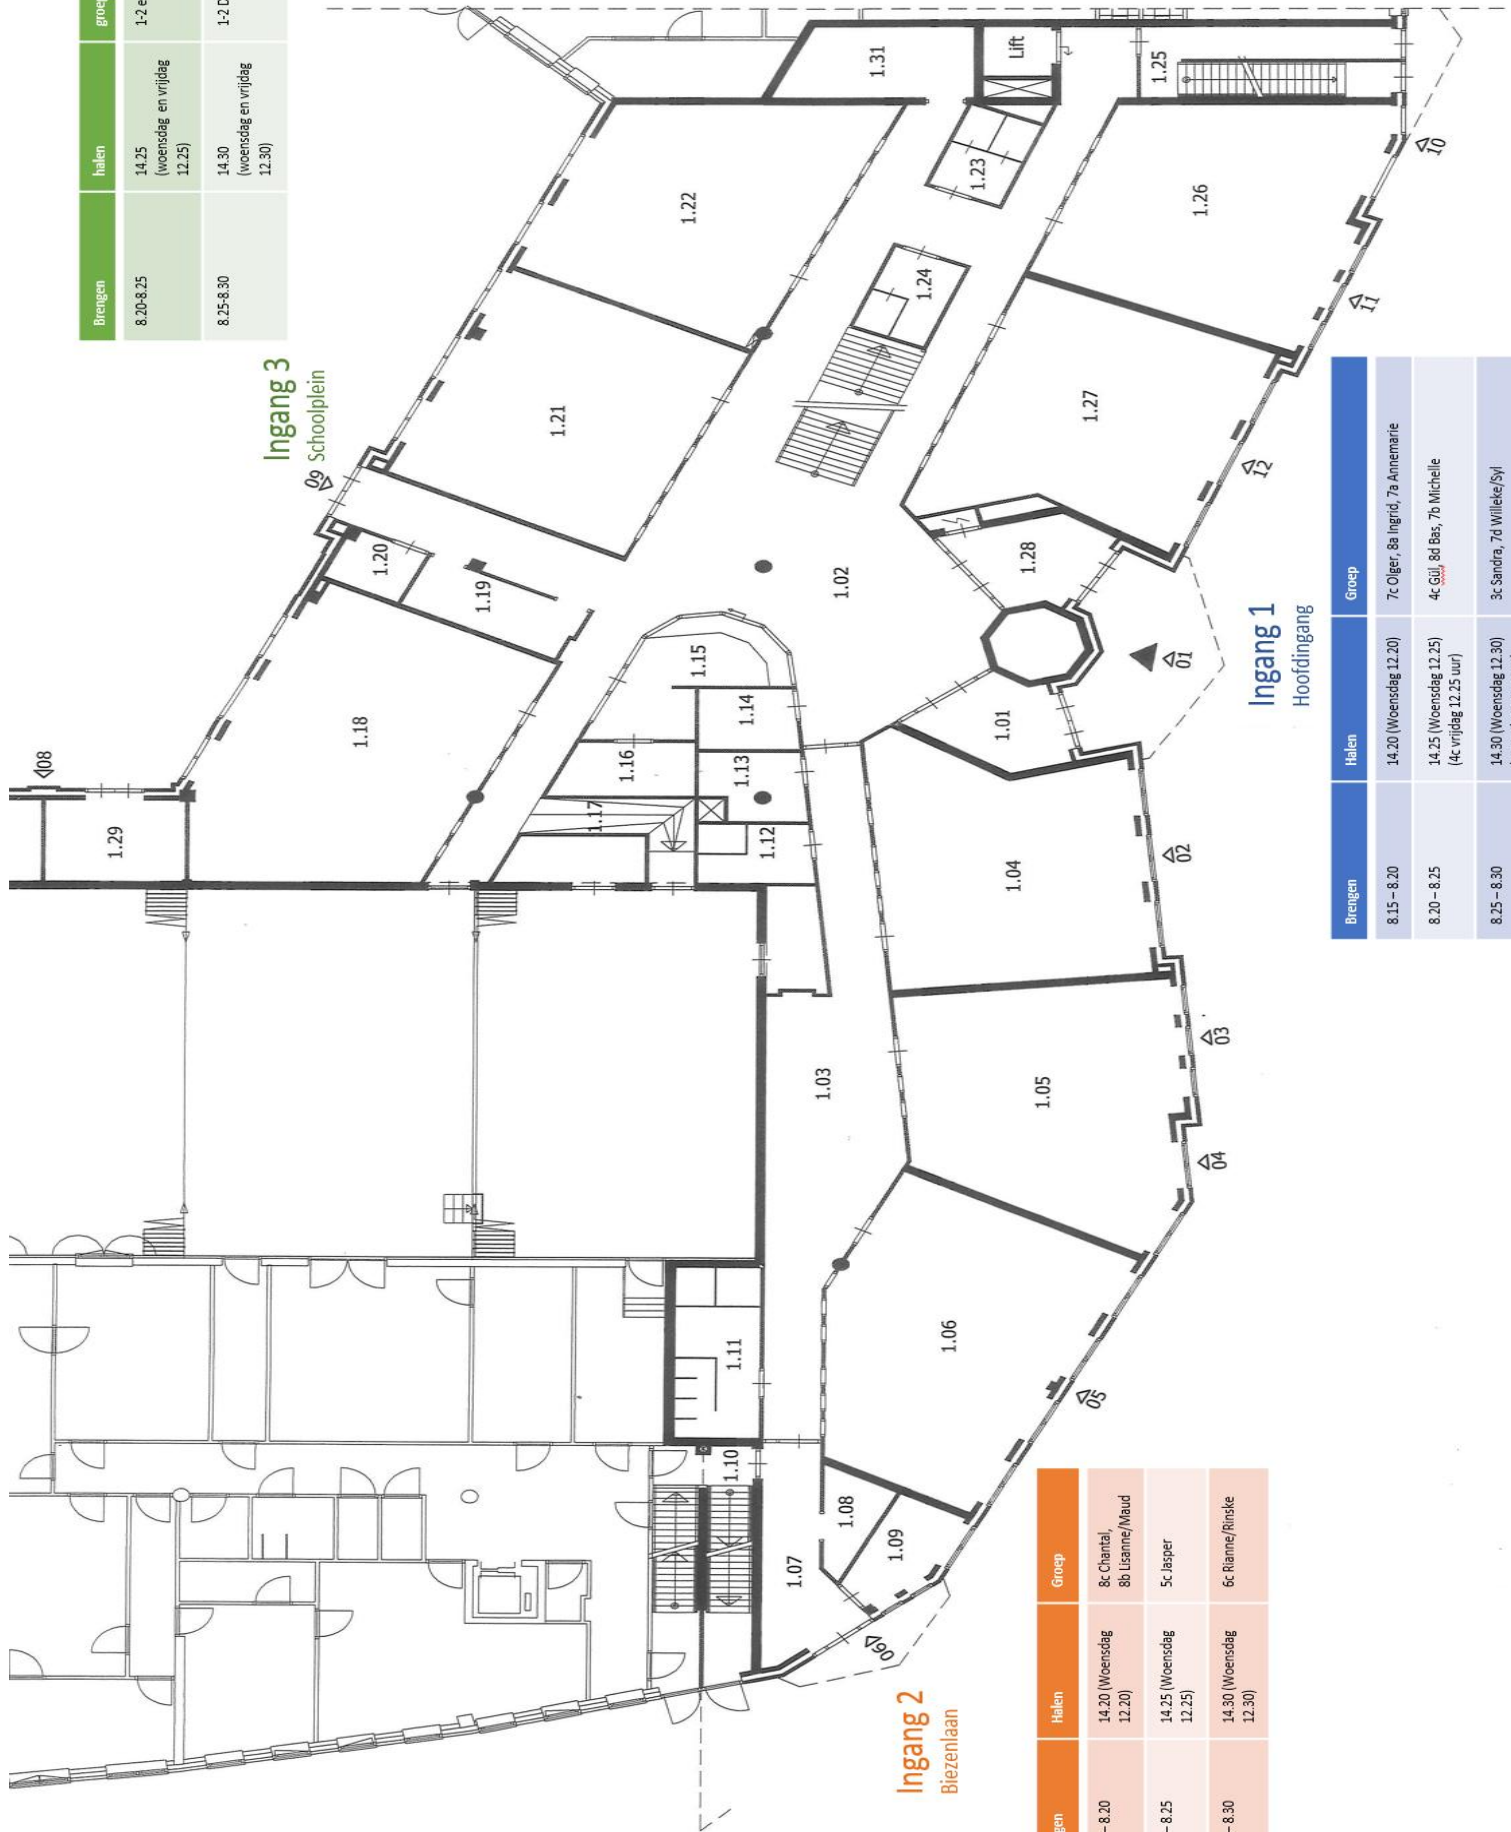 Brengen
halen
groep
8.20-8.25
14.25
(woensdag en vrijdag
12.25)
1-2 e
8.25-8.30
14.30
(woensdag en vrijdag
12.30)
1-2 D
Ingang 3
Schoolplein
09
08
1.31
Lift
1.25
1.22
1.23
1.24
1.26
10
11
1.21
1.27
12
1.20
1.19
1.02
1.28
1.18
1.15
1.14
1.16
1.13
1.17
1.12
1.29
1.01
01
1.04
02
Ingang 1
Hoofdingang
Brengen
Halen
Groep
8.15 – 8.20
14.20 (Woensdag 12.20)
7c Olger, 8a Ingrid, 7a Annemarie
8.20 – 8.25
14.25 (Woensdag 12.25)
(4c vrijdag 12.25 uur)
4c Gül, 8d Bas, 7b Michelle
8.25 – 8.30
14.30 (Woensdag 12.30)
3c Sandra, 7d Willeke/Syl
1.03
1.05
03
04
1.06
05
1.11
1.10
1.08
1.09
1.07
06
Ingang 2
Biezenlaan
gen
Halen
Groep
– 8.20
14.20 (Woensdag
12.20)
8c Chantal,
8b Lisanne/Maud
– 8.25
14.25 (Woensdag
12.25)
5c Jasper
– 8.30
14.30 (Woensdag
12.30)
6c Rianne/Rinske